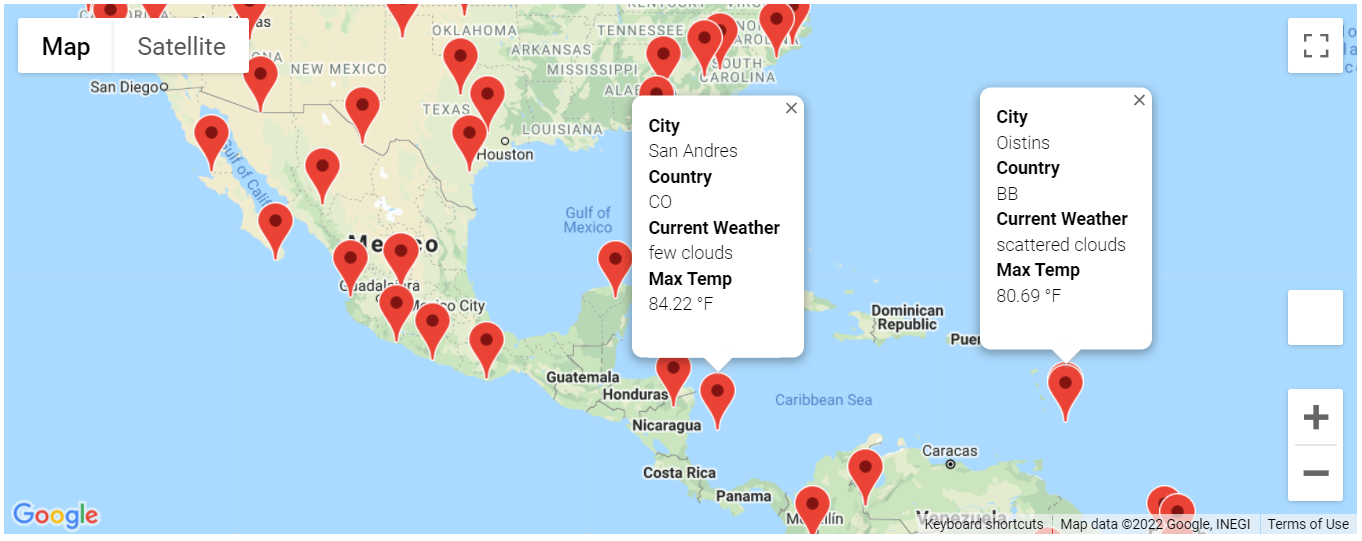 Map
Satellite
CALIFORNIA
OKLAHOMA
TENNESSEE
ARKANSAS
NEW MEXICO
MISSISSIPPI
SOUTH
CAROLINA
San Diego
TEXAS
LOUISIANA
Houston
Gulf of
Mexico
Mexico City
Guadalajara
City
San Andres
Country
CO
Current Weather
few clouds
Max Temp
84.22 °F
City
Oistins
Country
BB
Current Weather
scattered clouds
Max Temp
80.69 °F
Dominican
Republic
Guatemala
Honduras
Nicaragua
Caribbean Sea
Costa Rica
Caracas
Panama
Venezuela
Google
Keyboard shortcuts
Map data ©2022 Google, INEGI
Terms of Use